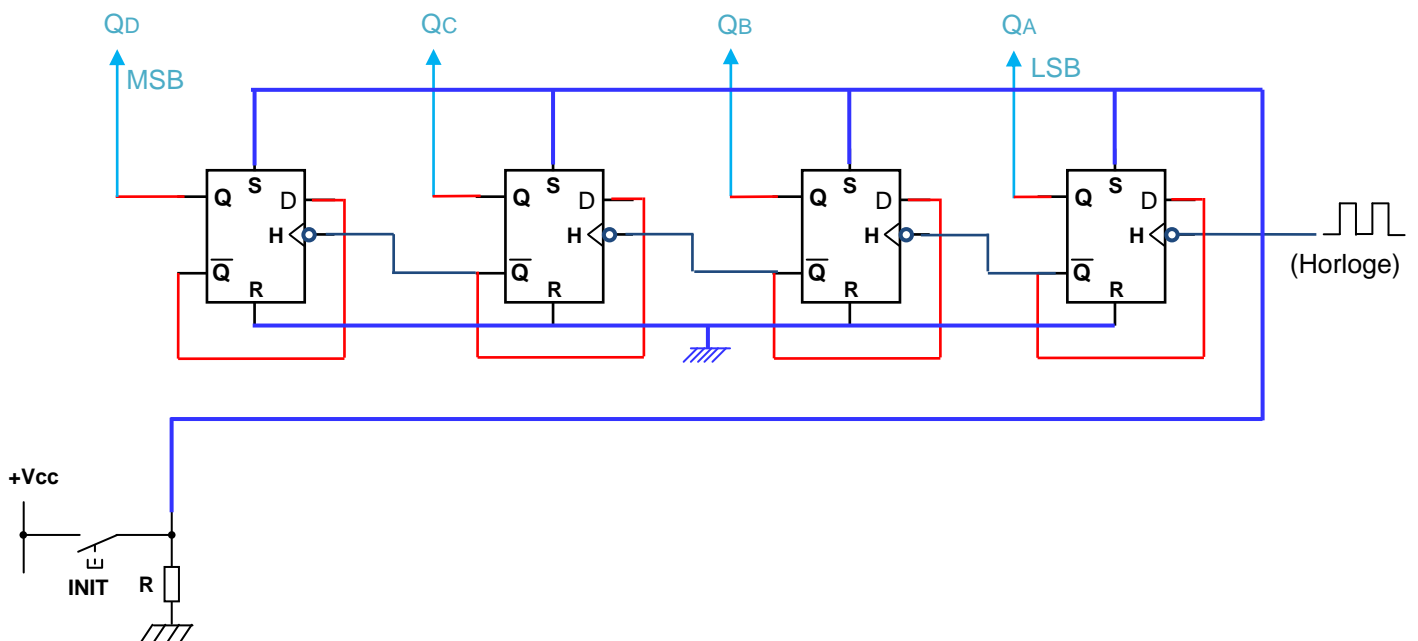 QD QC QB QA
MSB LSB
S S S S
Q D Q D Q D Q D
H H H H
Q̅ Q̅ Q̅ Q̅
R R R R
(Horloge)
+Vcc
INIT R